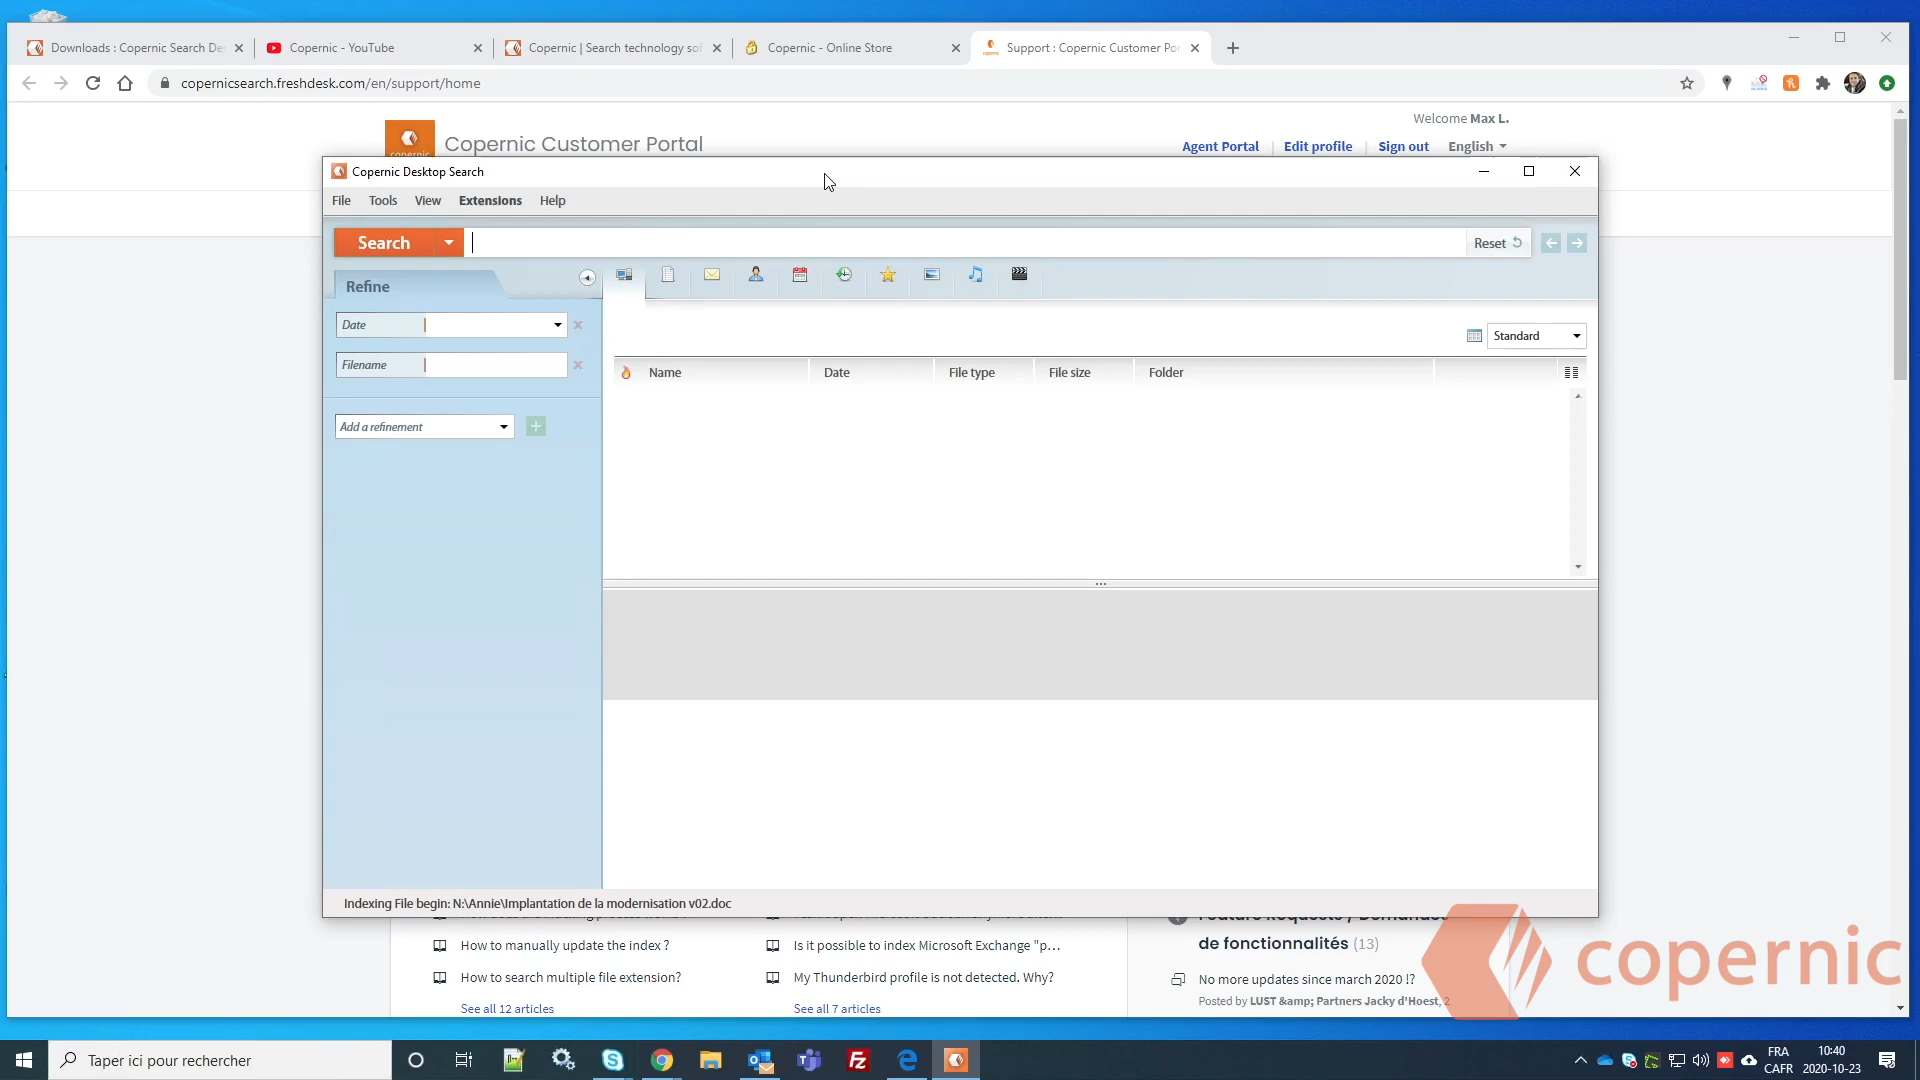 Downloads : Copernic Search De
Copernic - YouTube
Copernic | Search technology sof
Copernic - Online Store
Support : Copernic Customer Por
copernicsearch.freshdesk.com/en/support/home
Welcome Max L.
Copernic Customer Portal
Agent Portal
Edit profile
Sign out
English
Copernic Desktop Search
File
Tools
View
Extensions
Help
Search
Reset
Refine
Date
Filename
Add a refinement
Standard
Name
Date
File type
File size
Folder
Indexing File begin: N:\Annie\Implantation de la modernisation v02.doc
Feature Requests / Demandes
de fonctionnalités (13)
How to manually update the index ?
Is it possible to index Microsoft Exchange "p…
How to search multiple file extension?
My Thunderbird profile is not detected. Why?
No more updates since march 2020 !?
Posted by LUST &amp; Partners Jacky d'Hoest, 2
See all 12 articles
See all 7 articles
copernic
Taper ici pour rechercher
FRA
CAFR
10:40
2020-10-23